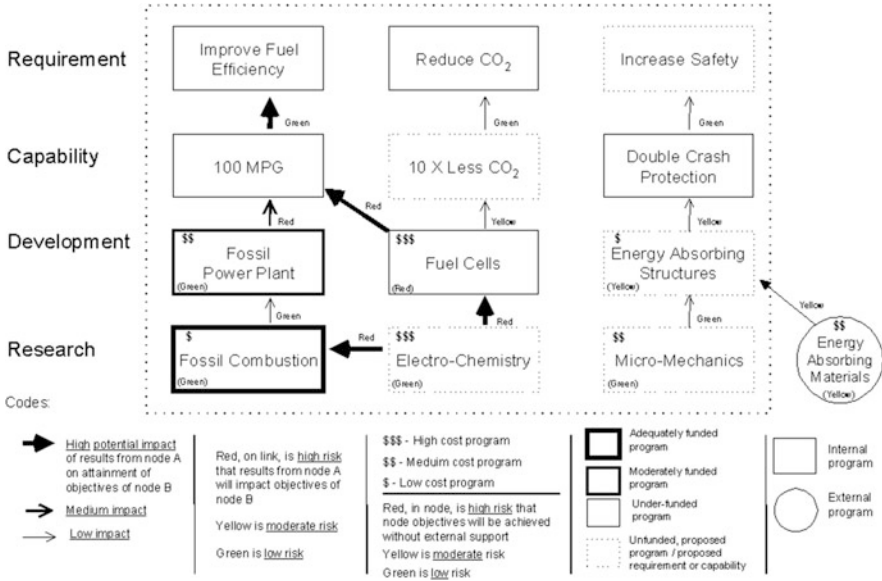 Requirement
Improve Fuel
Efficiency
Reduce CO2
Increase Safety
Green
Green
Green
Capability
100 MPG
10 X Less CO2
Double Crash
Protection
Red
Red
Yellow
Yellow
Development
$$
Fossil
Power Plant
(Green)
$$$
Fuel Cells
(Red)
$
Energy Absorbing
Structures
(Yellow)
Yellow
Green
Red
Red
Green
Research
$
Fossil Combustion
(Green)
$$$
Electro-Chemistry
(Green)
$$
Micro-Mechanics
(Green)
$$
Energy
Absorbing
Materials
(Yellow)
Codes:
High potential impact
of results from node A
on attainment of
objectives of node B
Medium impact
Low impact
Red, on link, is high risk
that results from node A
will impact objectives of
node B
Yellow is moderate risk
Green is low risk
$$$ - High cost program
$$ - Meduim cost program
$ - Low cost program
Red, in node, is high risk that
node objectives will be achieved
without external support
Yellow is moderate risk
Green is low risk
Adequately funded
program
Moderately funded
program
Under-funded
program
Unfunded, proposed
program / proposed
requirement or capability
Internal
program
External
program